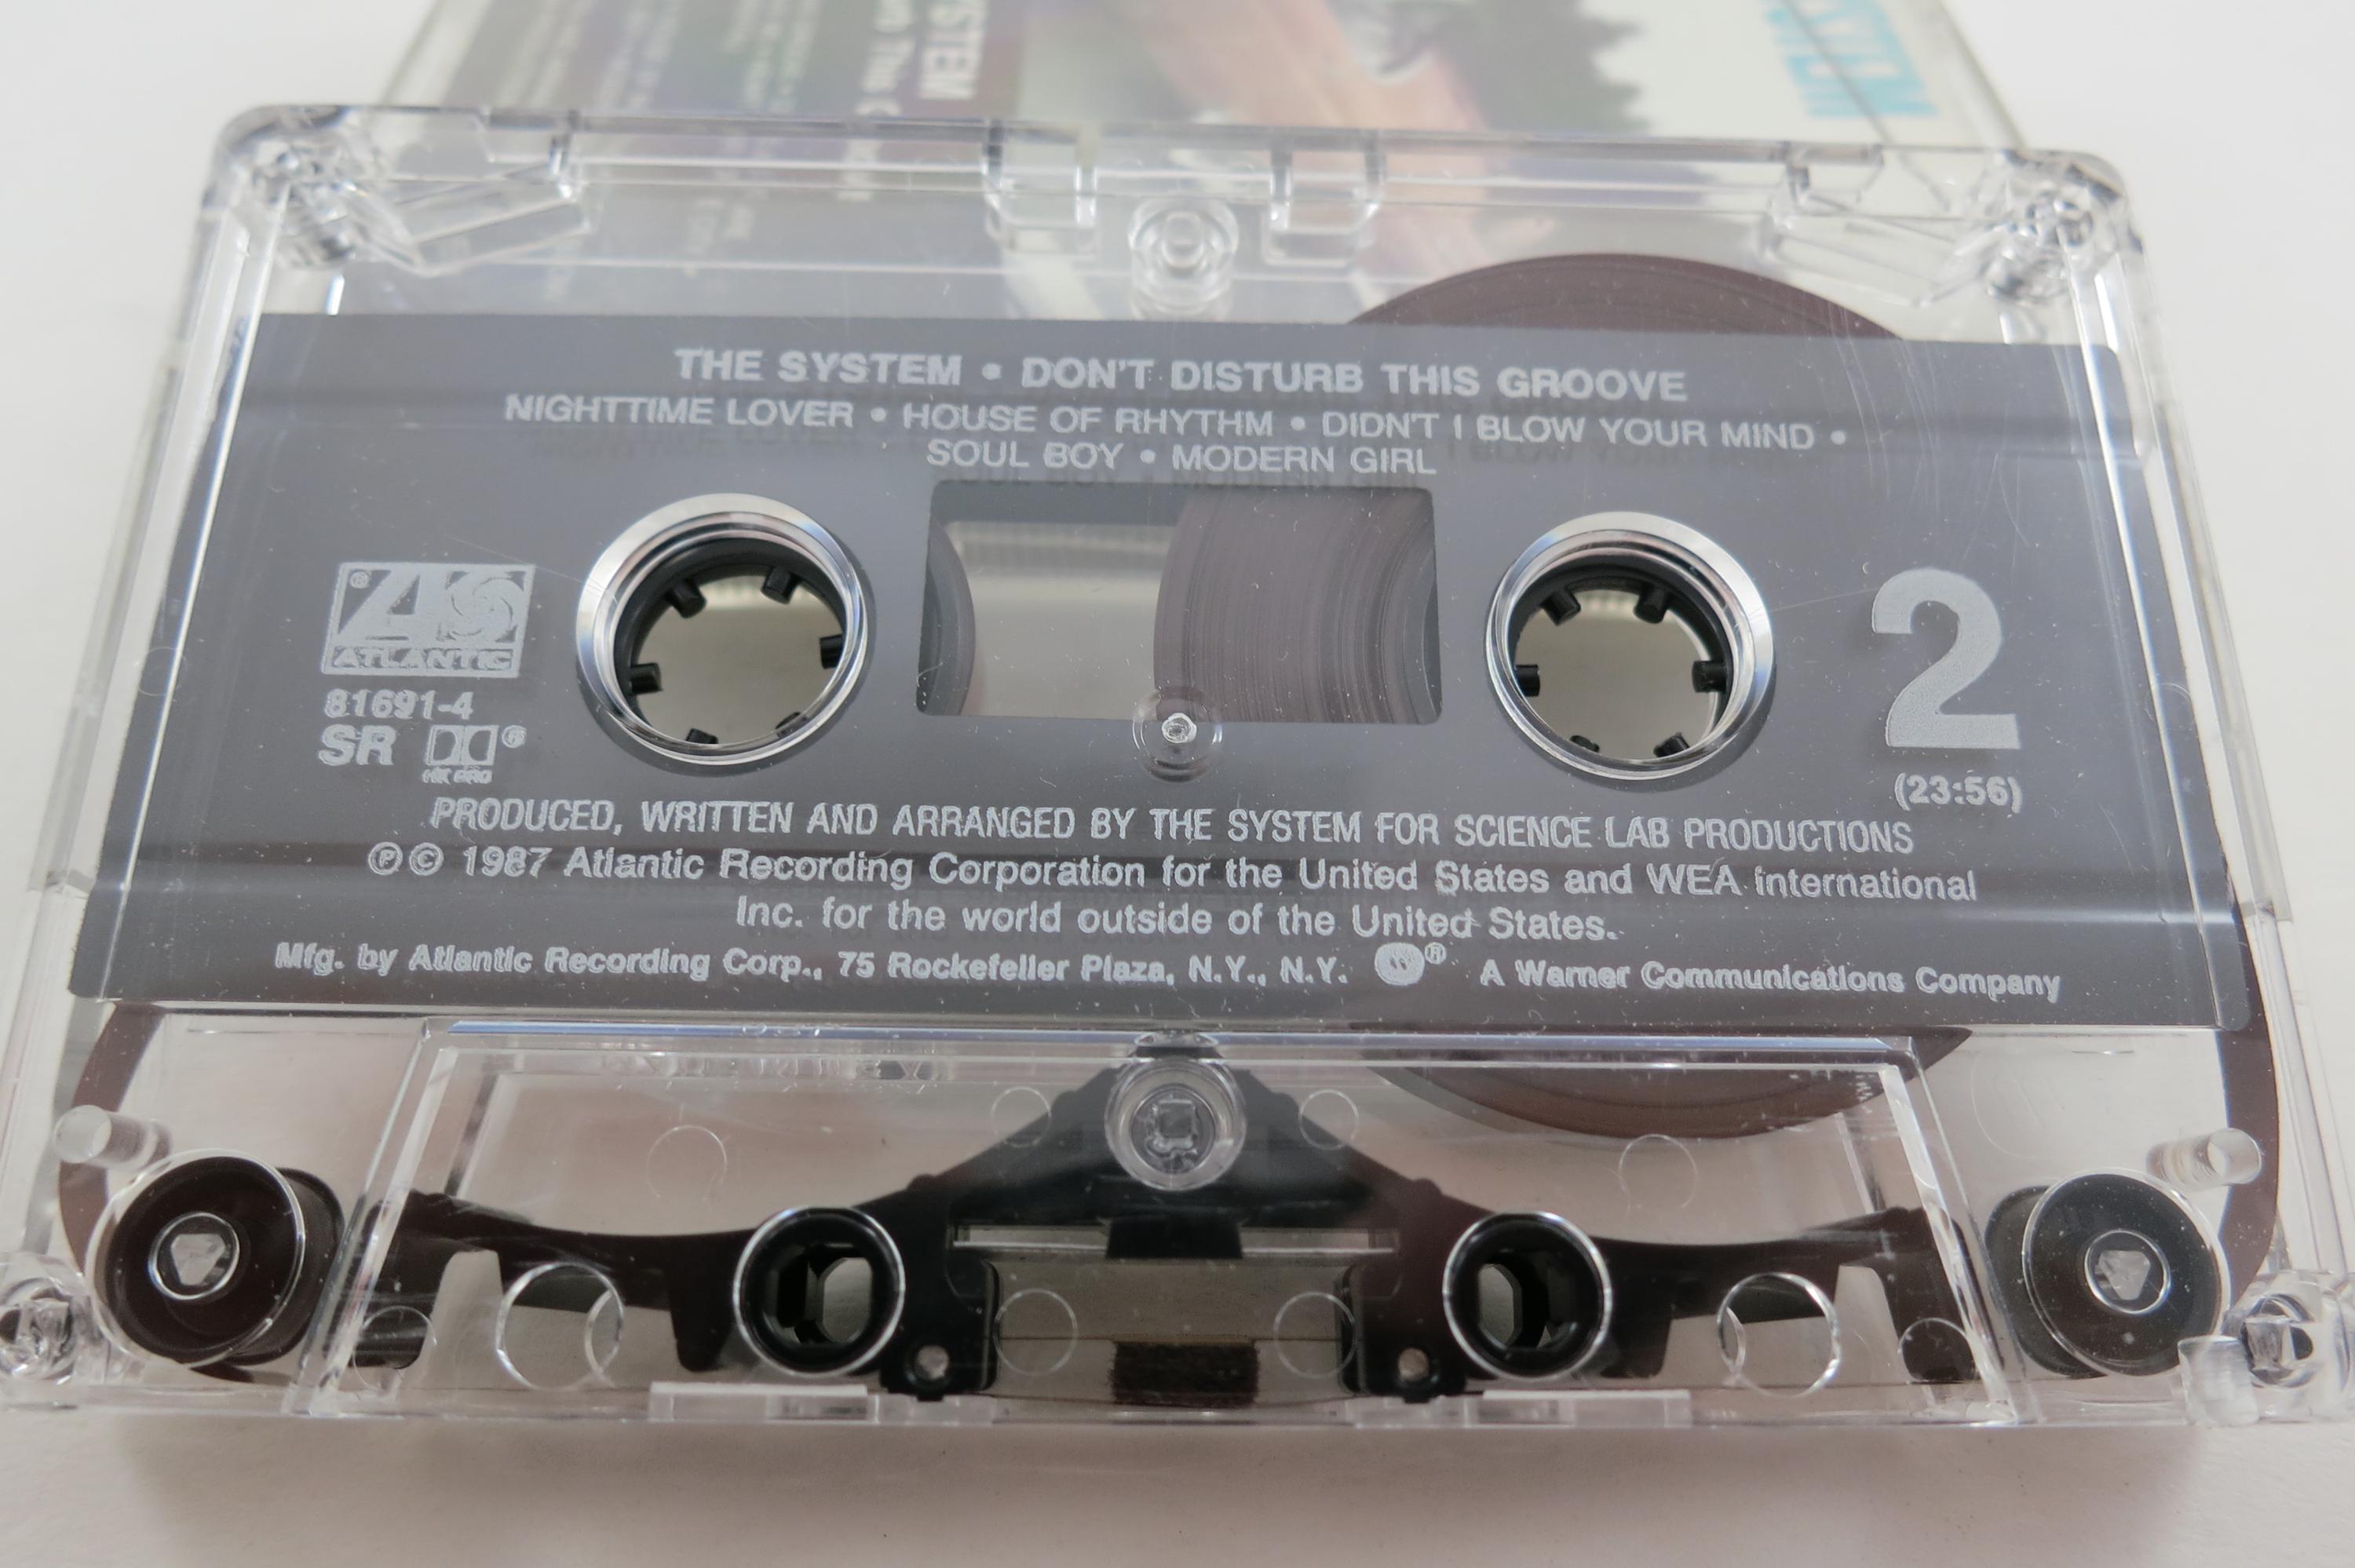 YSTEM
THE SYSTEM • DON'T DISTURB THIS GROOVE
NIGHTTIME LOVER • HOUSE OF RHYTHM • DIDN'T I BLOW YOUR MIND •
SOUL BOY • MODERN GIRL
® ATLANTIC
81691-4
SR ®
HX PRO
2
(23:56)
PRODUCED, WRITTEN AND ARRANGED BY THE SYSTEM FOR SCIENCE LAB PRODUCTIONS
℗© 1987 Atlantic Recording Corporation for the United States and WEA international
Inc. for the world outside of the United States.
Mfg. by Atlantic Recording Corp., 75 Rockefeller Plaza, N.Y., N.Y. ® A Warner Communications Company